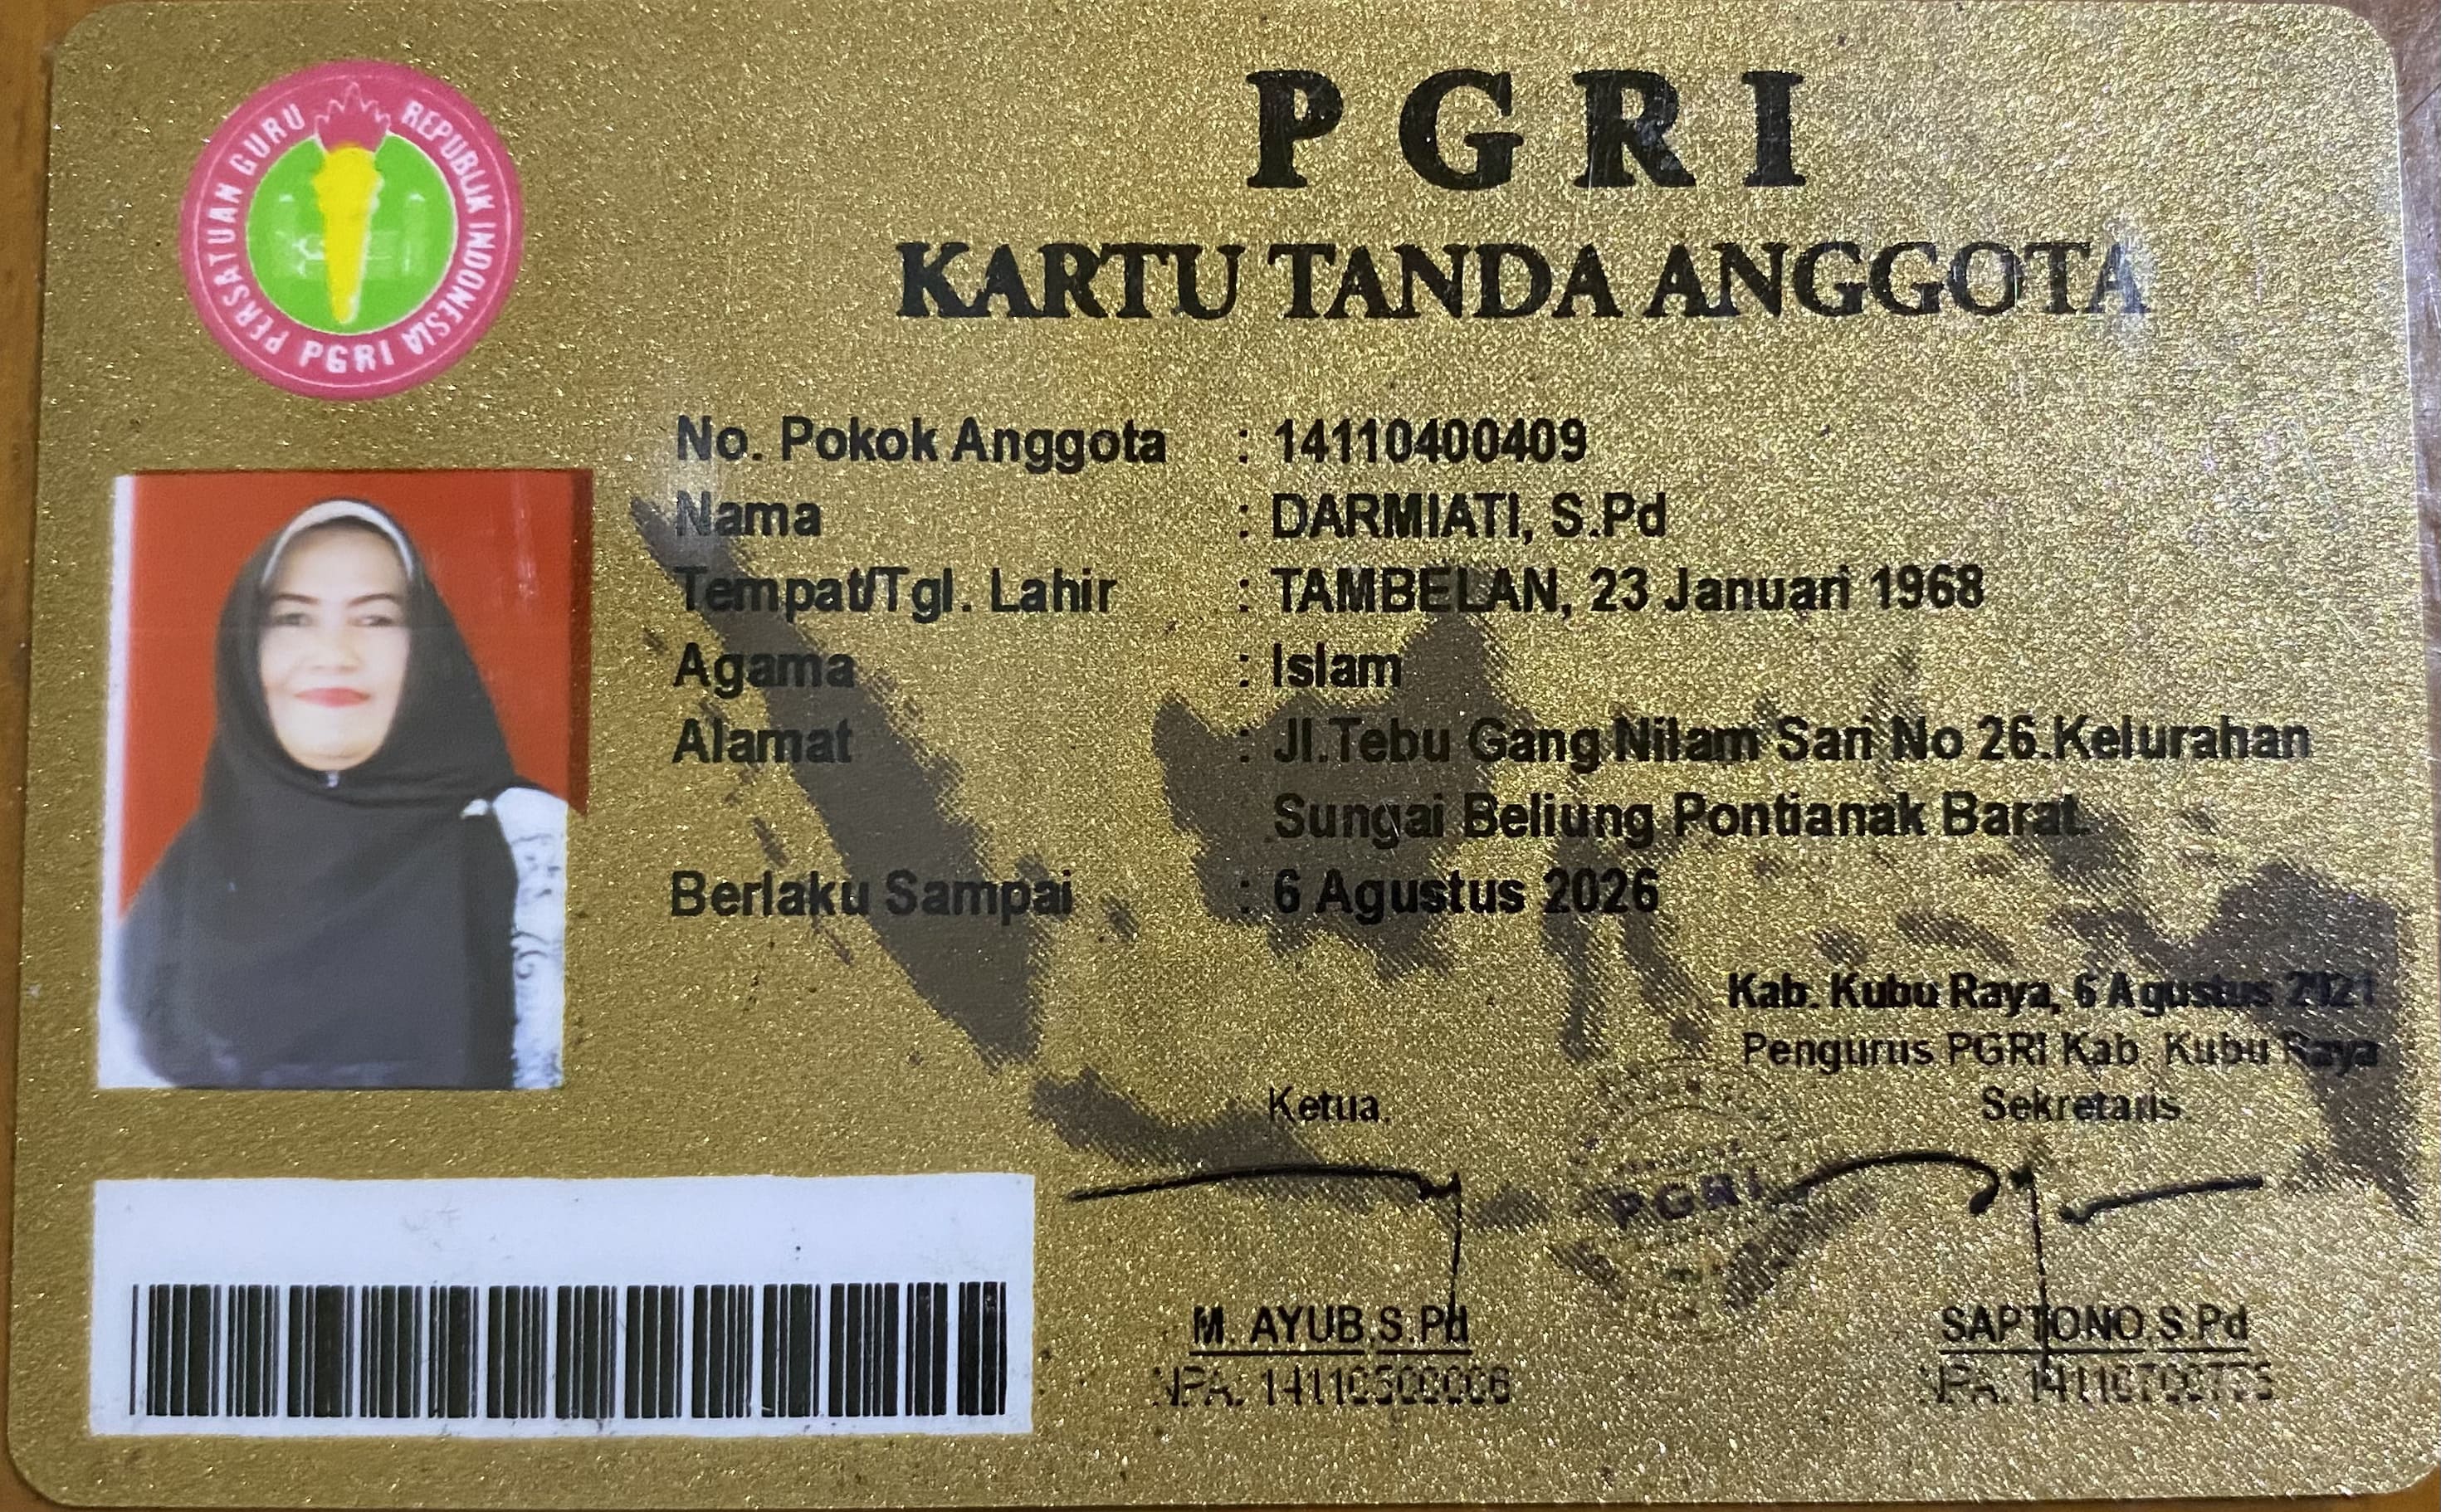 PERSATUAN GURU REPUBLIK INDONESIA
PGRI
P G R I
KARTU TANDA ANGGOTA
No. Pokok Anggota : 14110400409
Nama : DARMIATI, S.Pd
Tempat/Tgl. Lahir : TAMBELAN, 23 Januari 1968
Agama : Islam
Alamat : Jl.Tebu Gang Nilam Sari No 26.Kelurahan
Sungai Beliung Pontianak Barat.
Berlaku Sampai : 6 Agustus 2026
Kab. Kubu Raya, 6 Agustus 2021
Pengurus PGRI Kab. Kubu Raya
Ketua, Sekretaris,
PGRI
M. AYUB,S.Pd SAPTONO,S.Pd
NPA: NPA: